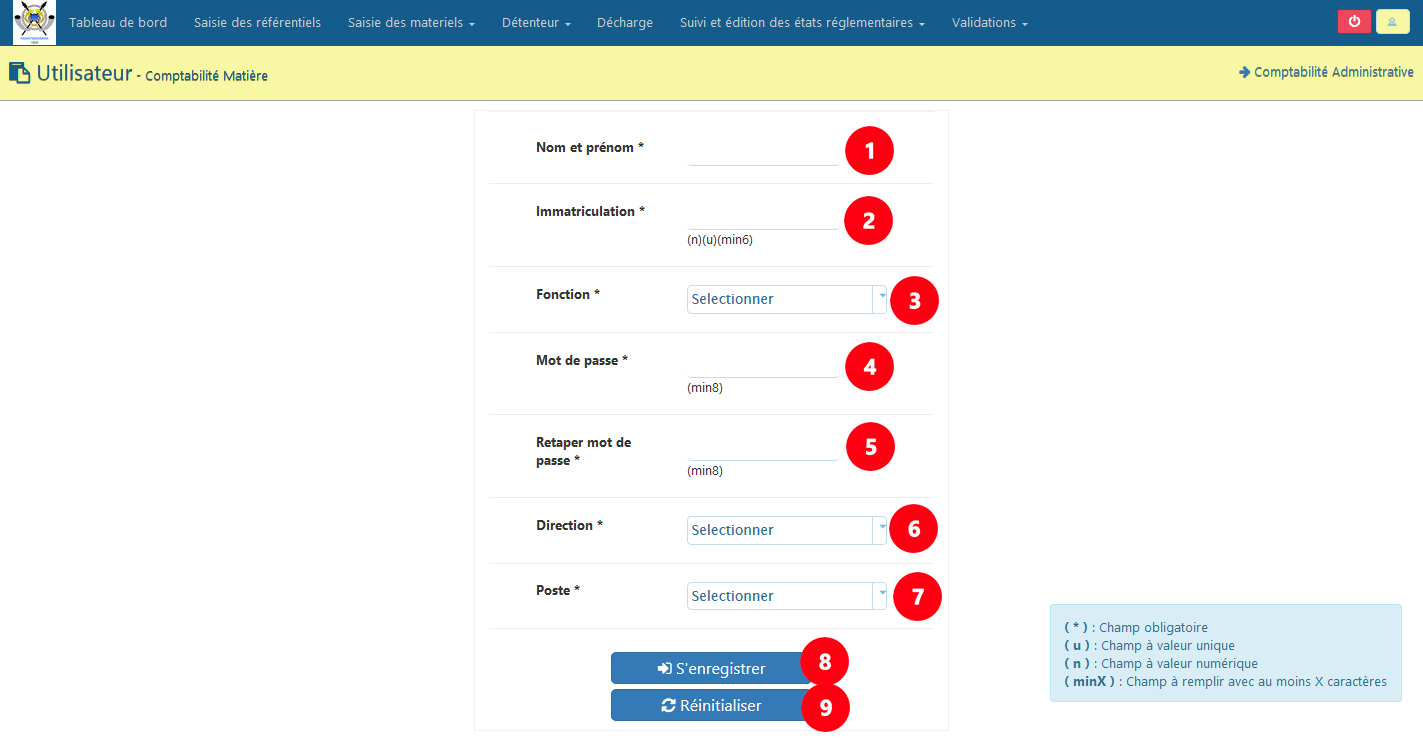 Tableau de bord
Saisie des référentiels
Saisie des materiels
Détenteur
Décharge
Suivi et édition des états réglementaires
Validations
Utilisateur - Comptabilité Matière
Comptabilité Administrative
Nom et prénom *
1
Immatriculation *
2
(n)(u)(min6)
Fonction *
Selectionner
3
Mot de passe *
4
(min8)
Retaper mot de
passe *
5
(min8)
Direction *
Selectionner
6
Poste *
Selectionner
7
S'enregistrer
8
Réinitialiser
9
( * ) : Champ obligatoire
( u ) : Champ à valeur unique
( n ) : Champ à valeur numérique
( minX ) : Champ à remplir avec au moins X caractères